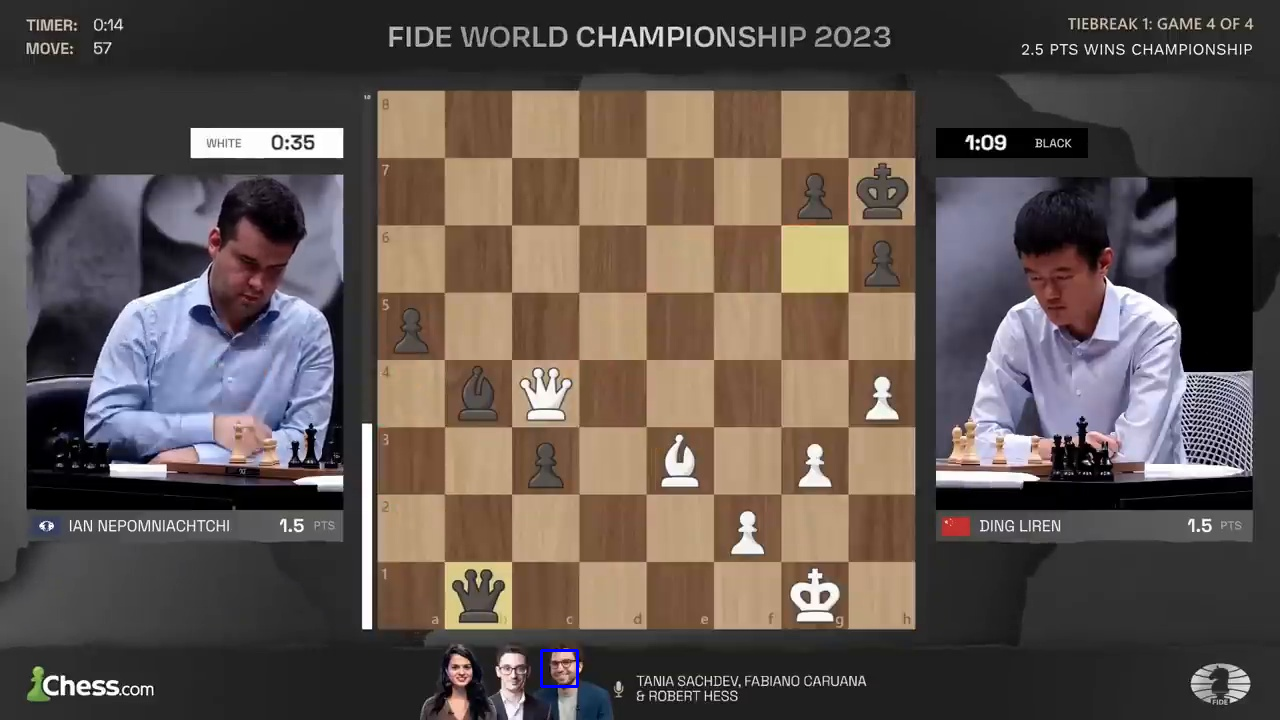 TIMER: 0:14
MOVE: 57
FIDE WORLD CHAMPIONSHIP 2023
TIEBREAK 1: GAME 4 OF 4
2.5 PTS WINS CHAMPIONSHIP
WHITE 0:35
1:09 BLACK
8
7
6
5
4
3
2
1
a
b
c
d
e
f
g
h
IAN NEPOMNIACHTCHI 1.5 PTS
DING LIREN 1.5 PTS
Chess.com
TANIA SACHDEV, FABIANO CARUANA
& ROBERT HESS
FIDE